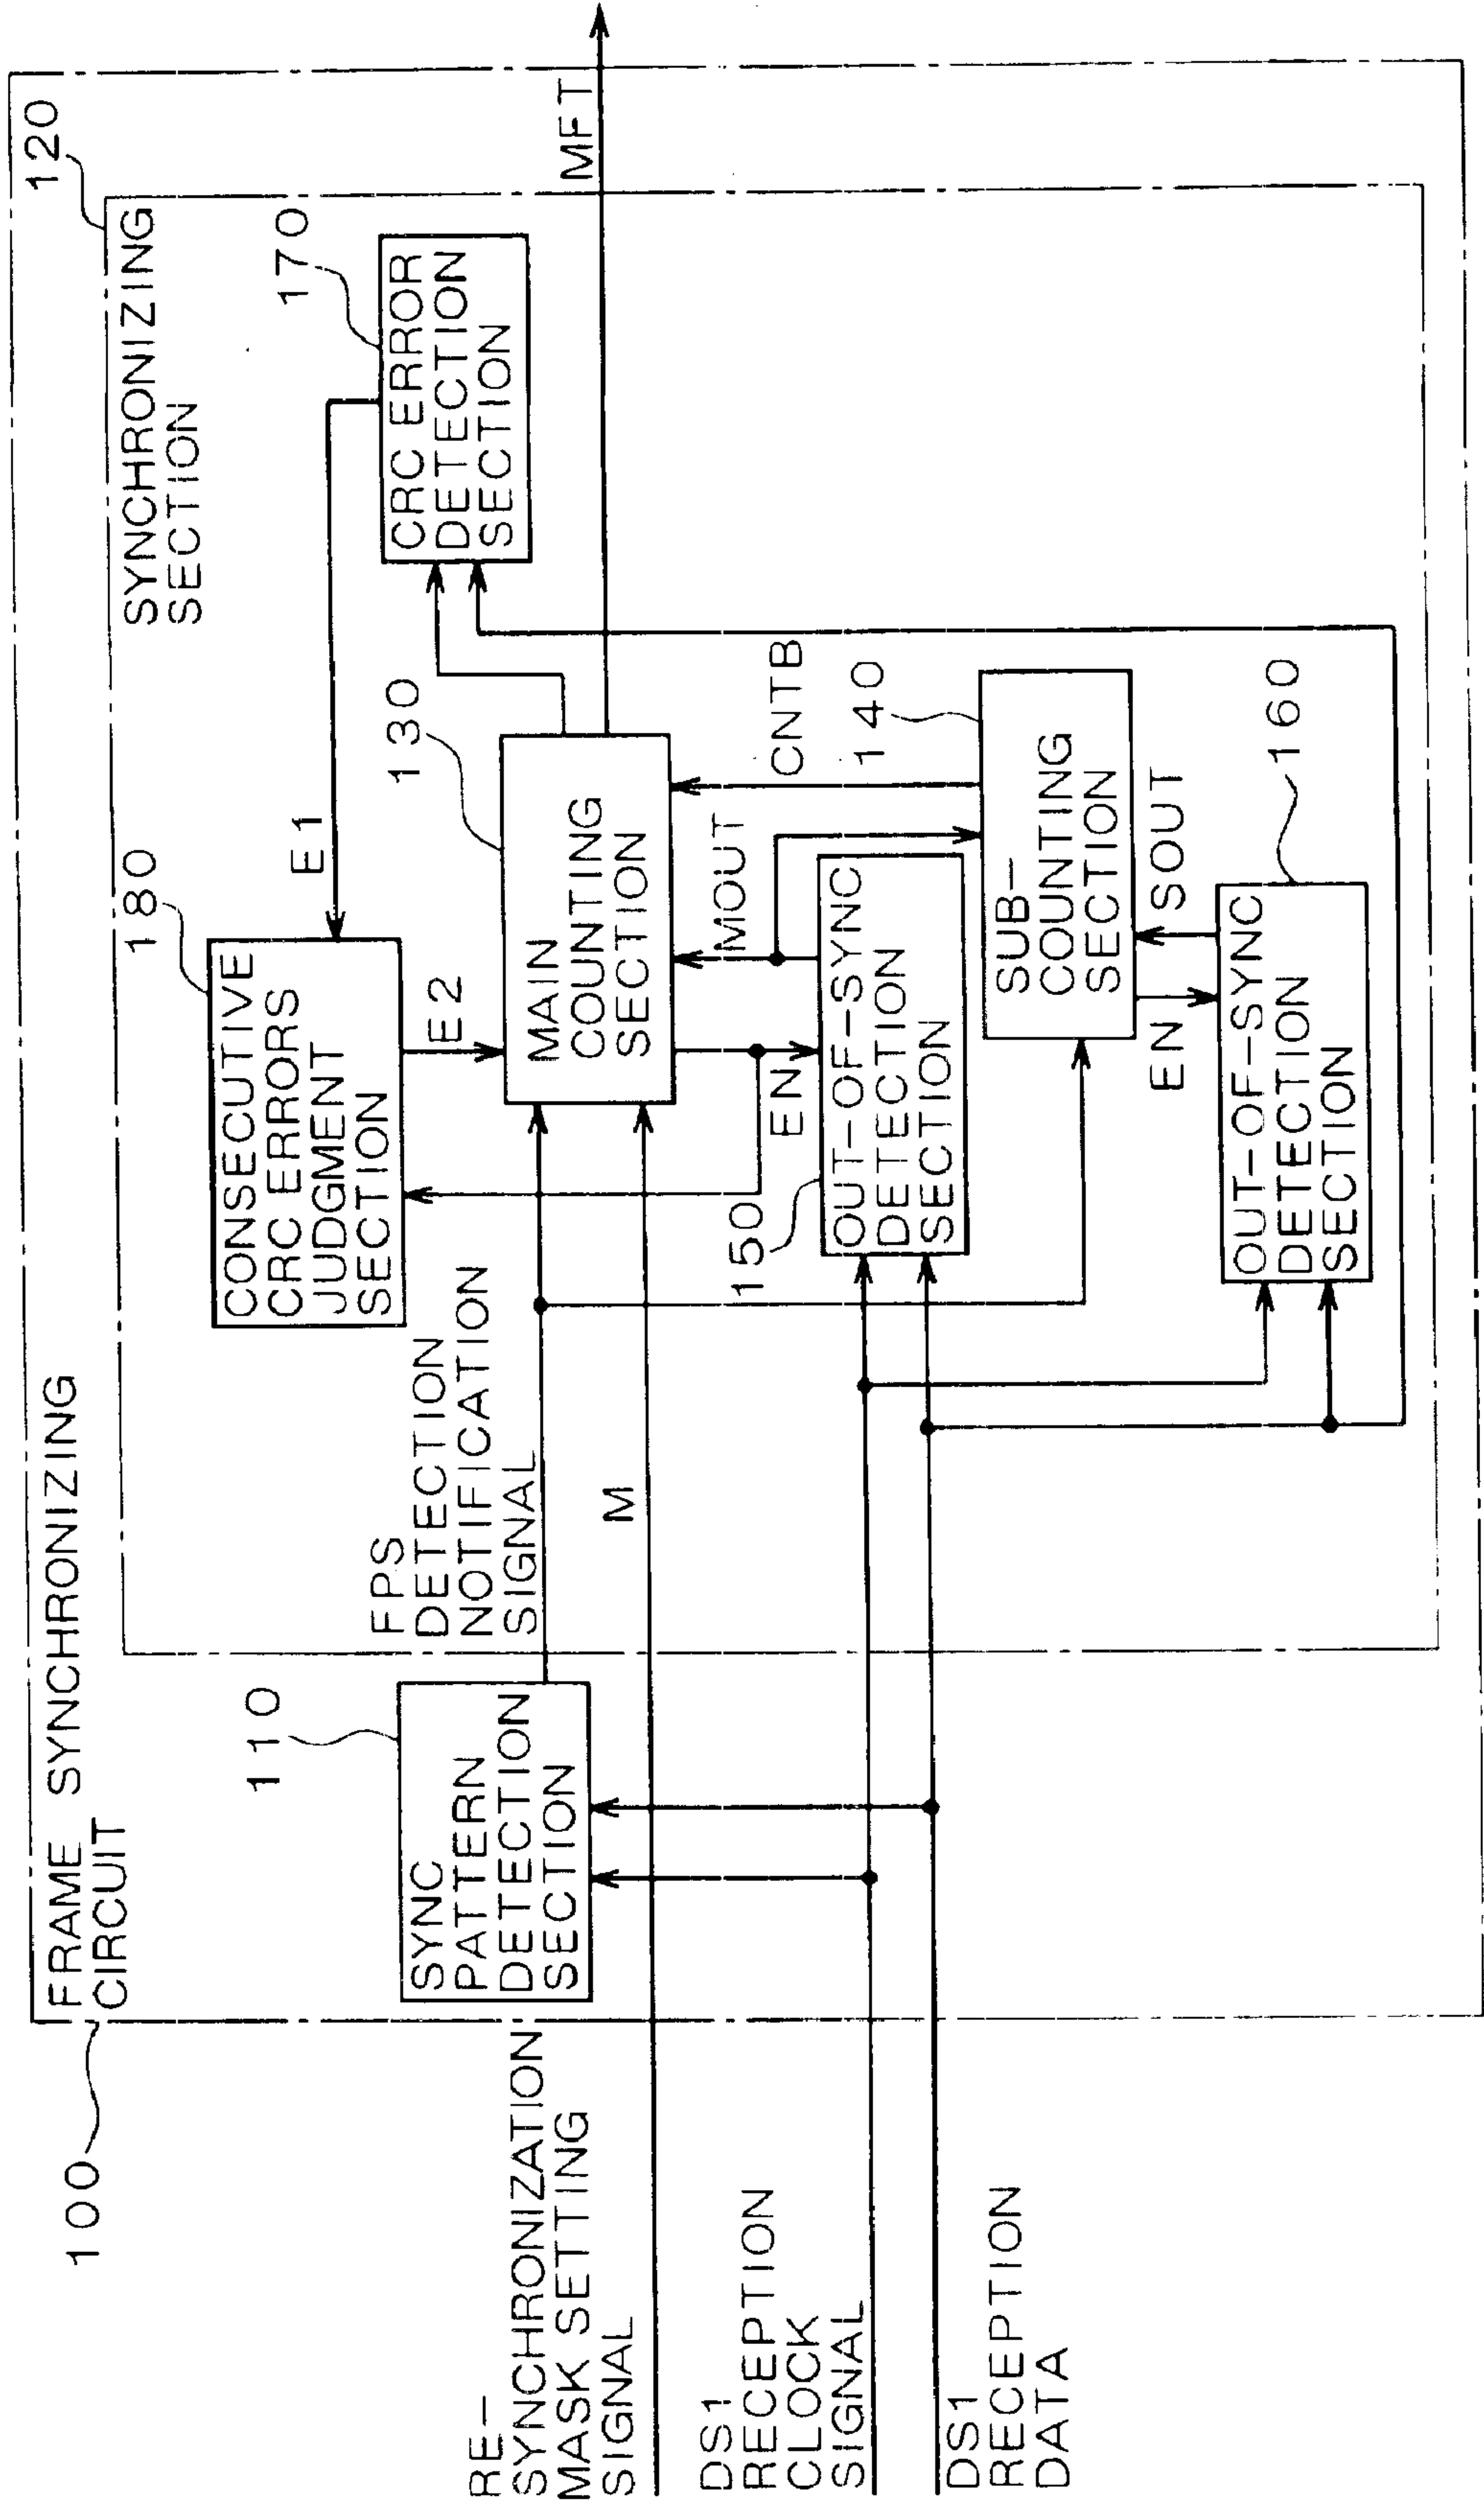 100
FRAME SYNCHRONIZING
CIRCUIT
120
SYNCHRONIZING
SECTION
180
CONSECUTIVE
CRC ERRORS
JUDGMENT
SECTION
E1
170
CRC ERROR
DETECTION
SECTION
E2
110
SYNC
PATTERN
DETECTION
SECTION
FPS
DETECTION
NOTIFICATION
SIGNAL
130
MAIN
COUNTING
SECTION
MFT
RE-
SYNCHRONIZATION
MASK SETTING
SIGNAL
M
EN
MOUT
CNTB
150
OUT-OF-SYNC
DETECTION
SECTION
140
SUB-
COUNTING
SECTION
DS1
RECEPTION
CLOCK
SIGNAL
DS1
RECEPTION
DATA
EN
SOUT
160
OUT-OF-SYNC
DETECTION
SECTION